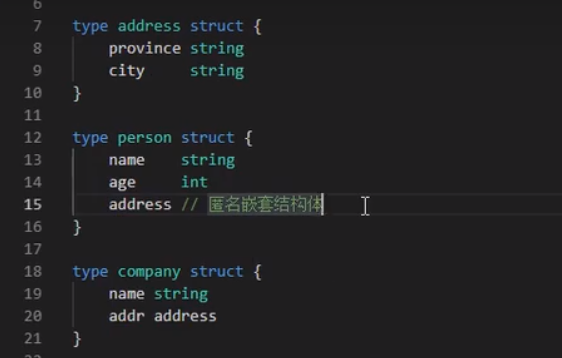 6
7 type address struct {
8 province string
9 city string
10 }
11
12 type person struct {
13 name string
14 age int
15 address // 匿名嵌套结构体
16 }
17
18 type company struct {
19 name string
20 addr address
21 }